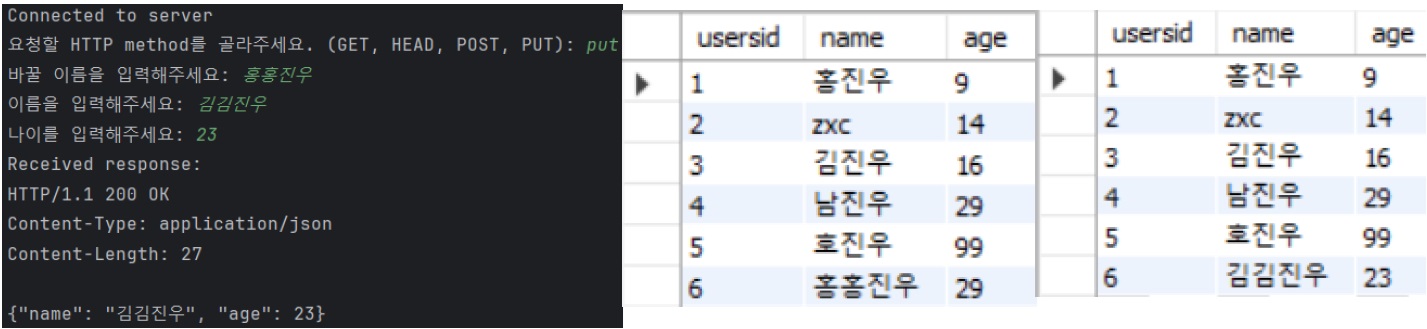 Connected to server
요청할 HTTP method를 골라주세요. (GET, HEAD, POST, PUT): put
바꿀 이름을 입력해주세요: 홍홍진우
이름을 입력해주세요: 김김진우
나이를 입력해주세요: 23
Received response:
HTTP/1.1 200 OK
Content-Type: application/json
Content-Length: 27
{"name": "김김진우", "age": 23}
usersid name age
1 홍진우 9
2 zxc 14
3 김진우 16
4 남진우 29
5 호진우 99
6 홍홍진우 29
usersid name age
1 홍진우 9
2 zxc 14
3 김진우 16
4 남진우 29
5 호진우 99
6 김김진우 23